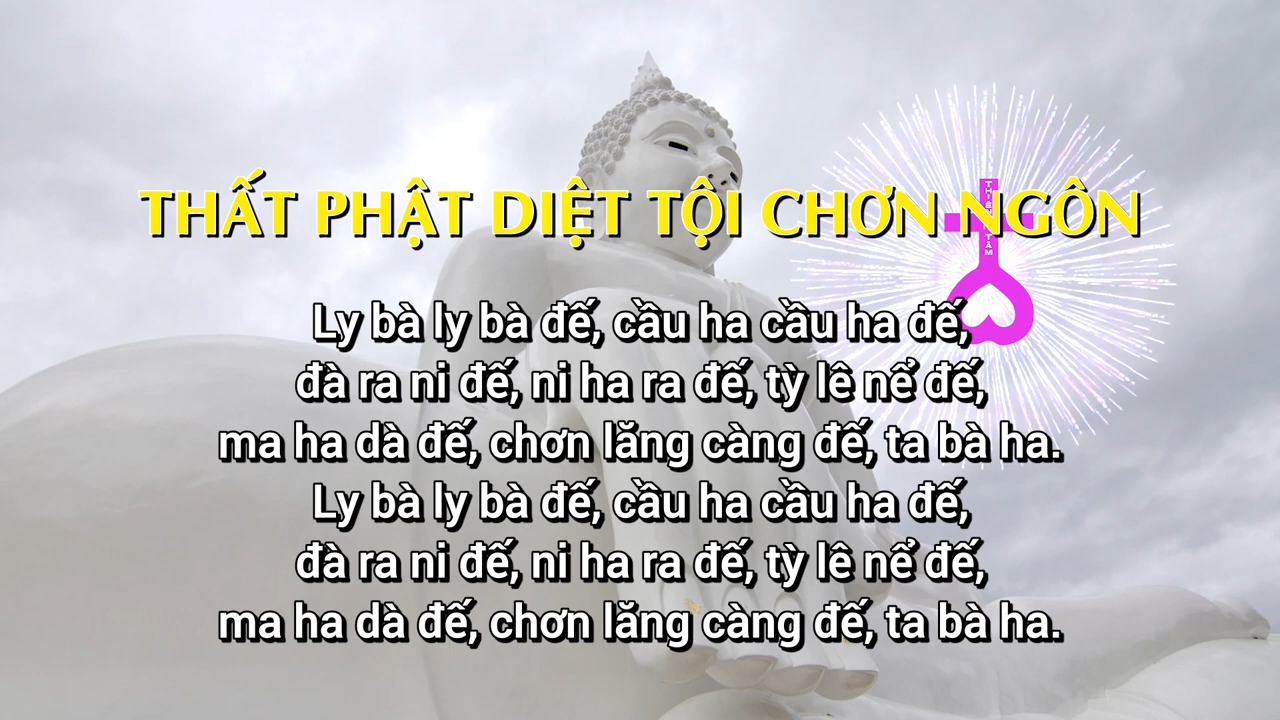 THẤT PHẬT DIỆT TỘI CHƠN NGÔN
THIỆN TÂM
Ly bà ly bà đế, cầu ha cầu ha đế,
đà ra ni đế, ni ha ra đế, tỳ lê nể đế,
ma ha dà đế, chơn lăng càng đế, ta bà ha.
Ly bà ly bà đế, cầu ha cầu ha đế,
đà ra ni đế, ni ha ra đế, tỳ lê nể đế,
ma ha dà đế, chơn lăng càng đế, ta bà ha.